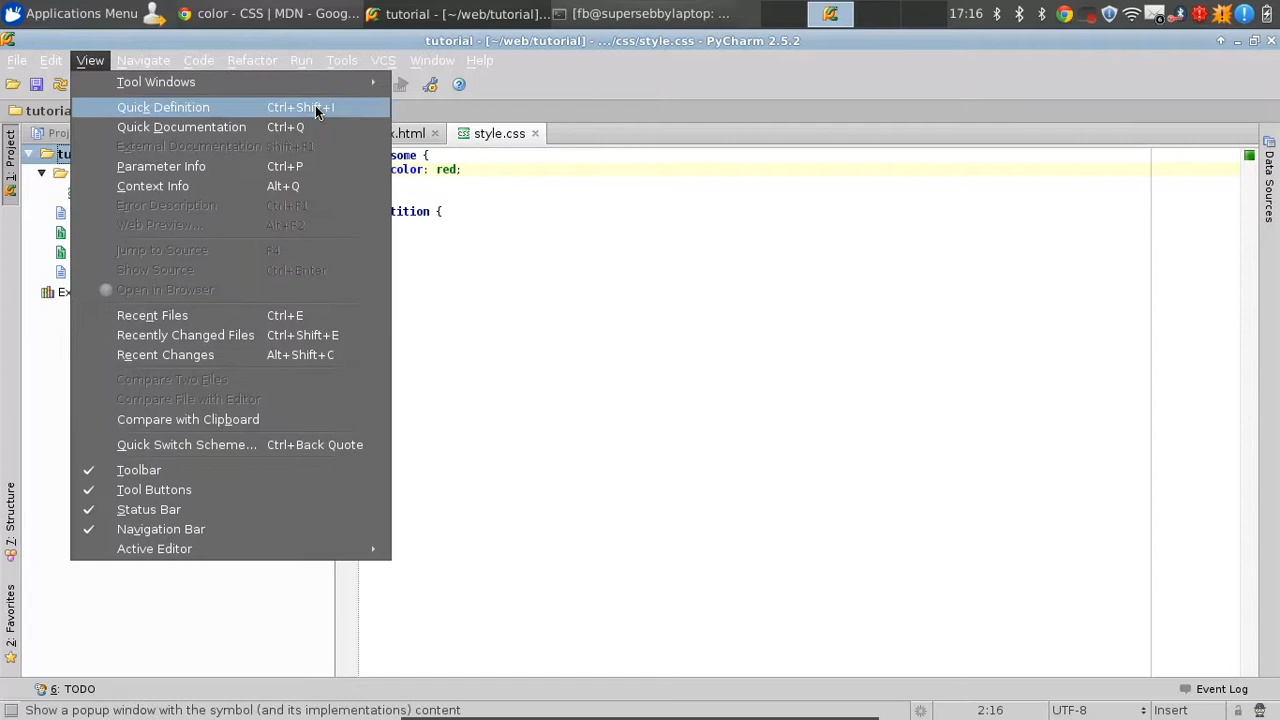 Applications Menu
color - CSS | MDN - Goog...
tutorial - [~/web/tutorial]...
[fb@supersebbylaptop: ...
17:16
tutorial - [~/web/tutorial] - .../css/style.css - PyCharm 2.5.2
File Edit View Navigate Code Refactor Run Tools VCS Window Help
Tool Windows
Quick Definition Ctrl+Shift+I
Quick Documentation Ctrl+Q
External Documentation Shift+F1
Parameter Info Ctrl+P
Context Info Alt+Q
Error Description Ctrl+F1
Web Preview... Alt+F2
Jump to Source F4
Show Source Ctrl+Enter
Open in Browser
Recent Files Ctrl+E
Recently Changed Files Ctrl+Shift+E
Recent Changes Alt+Shift+C
Compare Two Files
Compare File with Editor
Compare with Clipboard
Quick Switch Scheme... Ctrl+Back Quote
Toolbar
Tool Buttons
Status Bar
Navigation Bar
Active Editor
tutoria
Proj
tu
Ex
x.html
style.css
some {
color: red;
tition {
1: Project
7: Structure
2: Favorites
Data Sources
6: TODO
Event Log
Show a popup window with the symbol (and its implementations) content
2:16
UTF-8
Insert